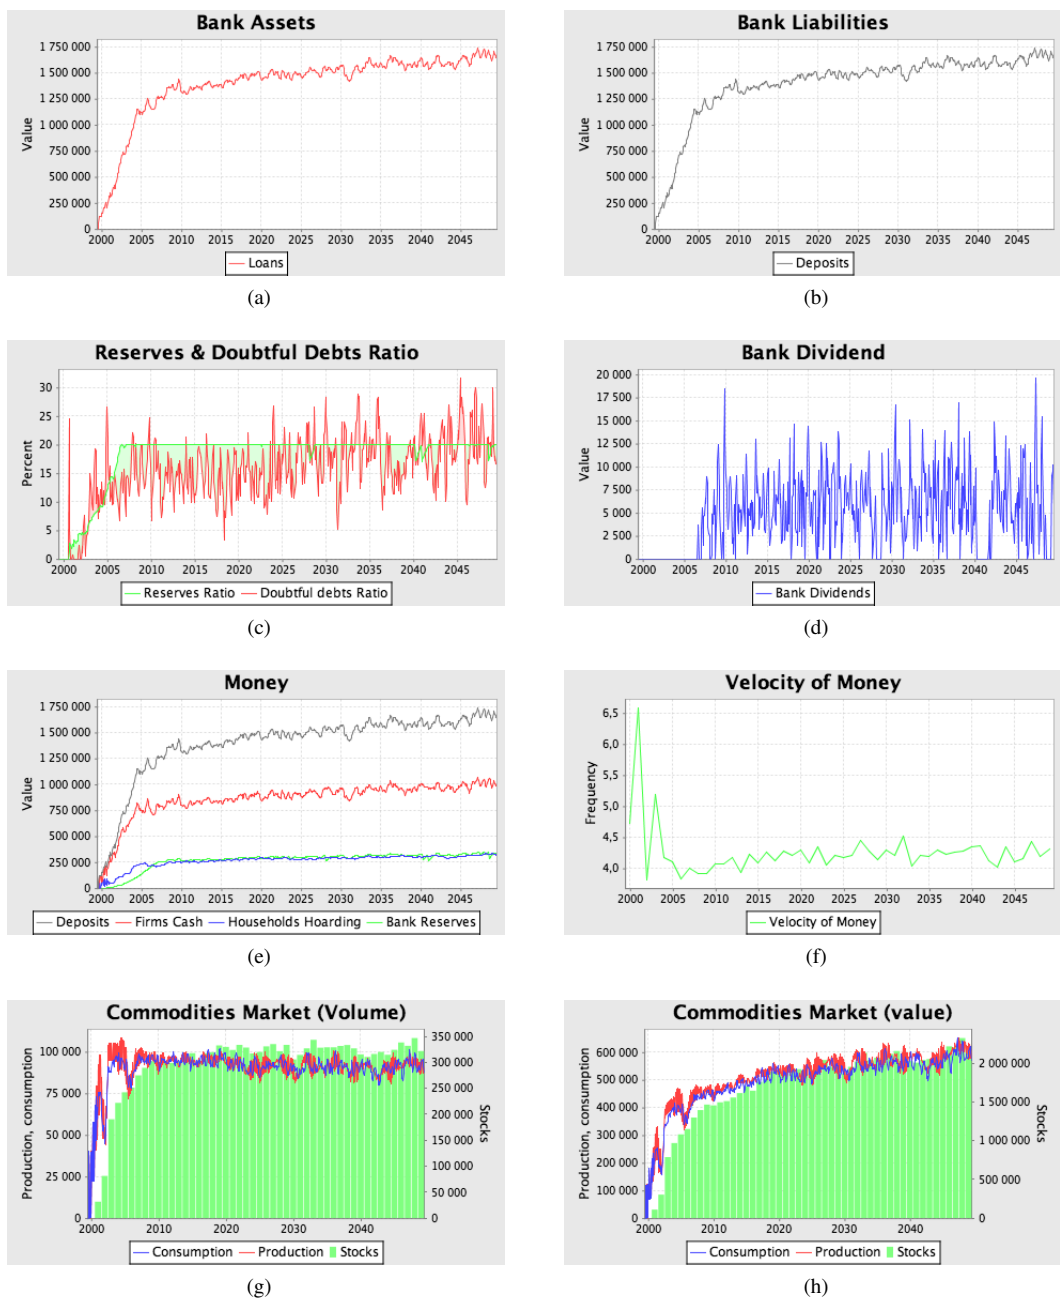 Bank Assets
1 750 000
1 500 000
1 250 000
1 000 000
750 000
500 000
250 000
0
Value
2000 2005 2010 2015 2020 2025 2030 2035 2040 2045
Loans
(a)
Bank Liabilities
1 750 000
1 500 000
1 250 000
1 000 000
750 000
500 000
250 000
0
Value
2000 2005 2010 2015 2020 2025 2030 2035 2040 2045
Deposits
(b)
Reserves & Doubtful Debts Ratio
30
25
20
15
10
5
0
Percent
2000 2005 2010 2015 2020 2025 2030 2035 2040 2045
Reserves Ratio Doubtful debts Ratio
(c)
Bank Dividend
20 000
17 500
15 000
12 500
10 000
7 500
5 000
2 500
0
Value
2000 2005 2010 2015 2020 2025 2030 2035 2040 2045
Bank Dividends
(d)
Money
1 750 000
1 500 000
1 250 000
1 000 000
750 000
500 000
250 000
0
Value
2000 2005 2010 2015 2020 2025 2030 2035 2040 2045
Deposits Firms Cash Households Hoarding Bank Reserves
(e)
Velocity of Money
6,5
6,0
5,5
5,0
4,5
4,0
Frequency
2000 2005 2010 2015 2020 2025 2030 2035 2040 2045
Velocity of Money
(f)
Commodities Market (Volume)
100 000
75 000
50 000
25 000
0
Production, consumption
350 000
300 000
250 000
200 000
150 000
100 000
50 000
0
Stocks
2000 2010 2020 2030 2040
Consumption Production Stocks
(g)
Commodities Market (value)
600 000
500 000
400 000
300 000
200 000
100 000
0
Production, consumption
2 000 000
1 500 000
1 000 000
500 000
0
Stocks
2000 2010 2020 2030 2040
Consumption Production Stocks
(h)